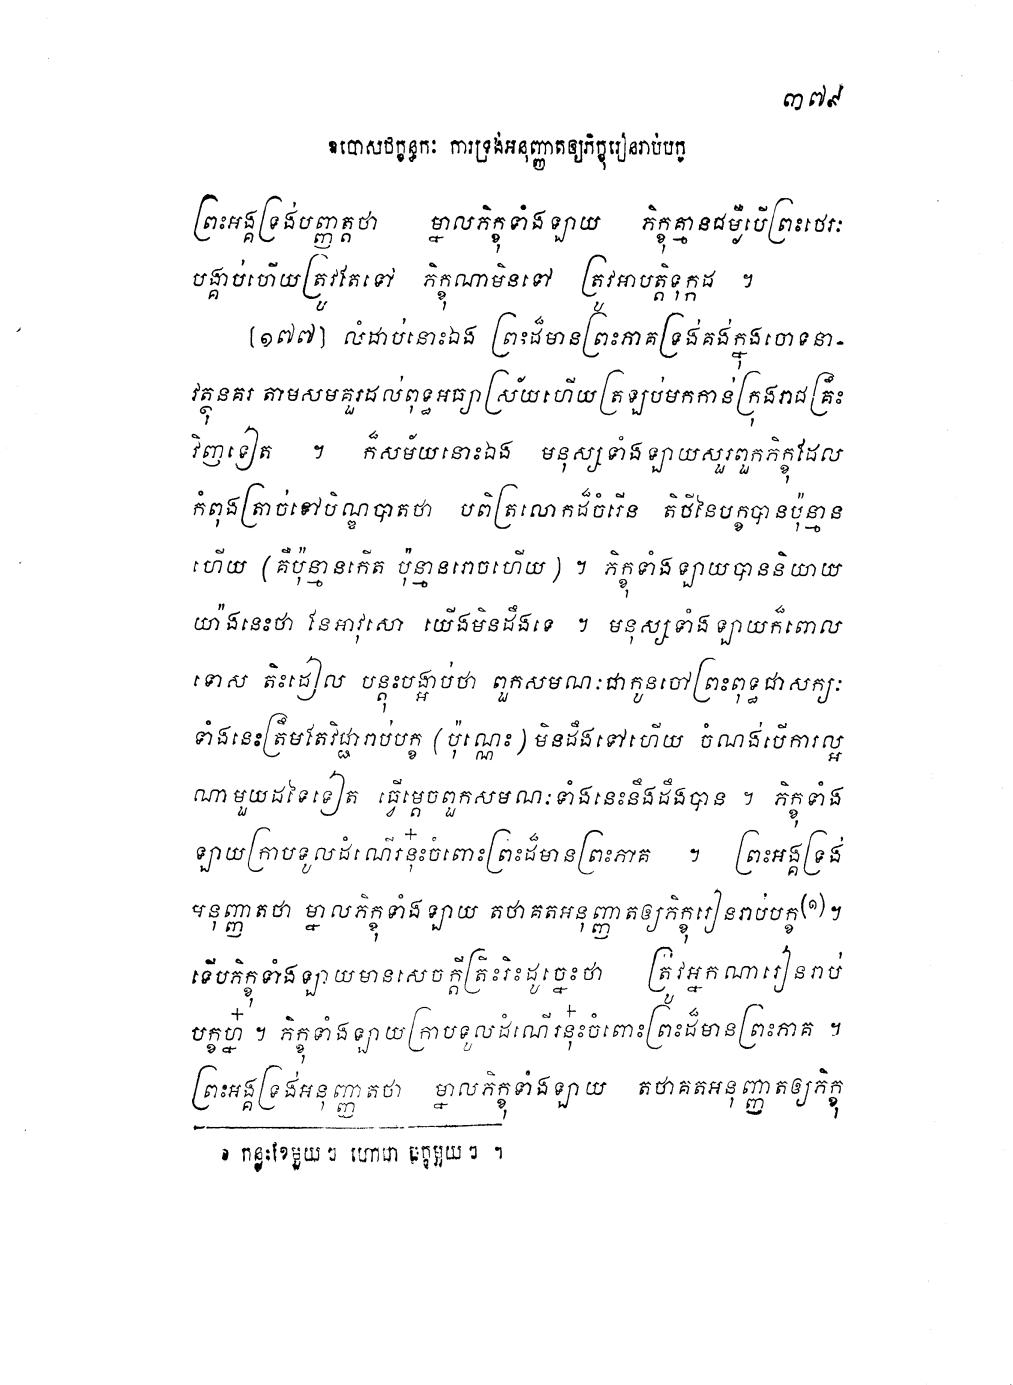 ៣៧៩
ឧបោសថក្ខន្ធកៈ ការទ្រង់អនុញ្ញាតឲ្យភិក្ខុរៀនរាប់បក្ខ
ព្រះអង្គទ្រង់បញ្ញាត្តថា ម្នាលភិក្ខុទាំងឡាយ ភិក្ខុគ្មានជម្ងឺបើព្រះថេរៈ
បង្គាប់ហើយត្រូវតែទៅ ភិក្ខុណាមិនទៅ ត្រូវអាបត្តិទុក្កដ ។
[១៧៧] លំដាប់នោះឯង ព្រះដ៏មានព្រះភាគទ្រង់គង់ក្នុងចោទនា-
វត្ថុនគរ តាមសមគួរដល់ពុទ្ធអធ្យាស្រ័យហើយត្រឡប់មកកាន់ក្រុងរាជគ្រឹះ
វិញទៀត ។ ក៏សម័យនោះឯង មនុស្សទាំងឡាយសួរពួកភិក្ខុដែល
កំពុងត្រាច់ទៅបិណ្ឌបាតថា បពិត្រលោកដ៏ចំរើន តិថីនៃបក្ខបានប៉ុន្មាន
ហើយ (គឺប៉ុន្មានកើត ប៉ុន្មានរោចហើយ) ។ ភិក្ខុទាំងឡាយបាននិយាយ
យ៉ាងនេះថា នែអាវុសោ យើងមិនដឹងទេ ។ មនុស្សទាំងឡាយក៏ពោល
ទោស តិះដៀល បន្តុះបង្អាប់ថា ពួកសមណៈជាកូនចៅព្រះពុទ្ធជាសក្យៈ
ទាំងនេះត្រឹមតែវិជ្ជារាប់បក្ខ (ប៉ុណ្ណេះ) មិនដឹងទៅហើយ ចំណង់បើការល្អ
ណាមួយដទៃទៀត ធ្វើម្តេចពួកសមណៈទាំងនេះនឹងដឹងបាន ។ ភិក្ខុទាំង
ឡាយក្រាបទូលដំណើរនុ៎ះចំពោះព្រះដ៏មានព្រះភាគ ។ ព្រះអង្គទ្រង់
អនុញ្ញាតថា ម្នាលភិក្ខុទាំងឡាយ តថាគតអនុញ្ញាតឲ្យភិក្ខុរៀនរាប់បក្ខ(១) ។
ទើបភិក្ខុទាំងឡាយមានសេចក្តីត្រិះរិះដូច្នេះថា ត្រូវអ្នកណារៀនរាប់
បក្ខហ្ន៎ ។ ភិក្ខុទាំងឡាយក្រាបទូលដំណើរនុ៎ះចំពោះព្រះដ៏មានព្រះភាគ ។
ព្រះអង្គទ្រង់អនុញ្ញាតថា ម្នាលភិក្ខុទាំងឡាយ តថាគតអនុញ្ញាតឲ្យភិក្ខុ
១ កន្លះខែមួយៗ ហៅថា បក្ខមួយៗ ។